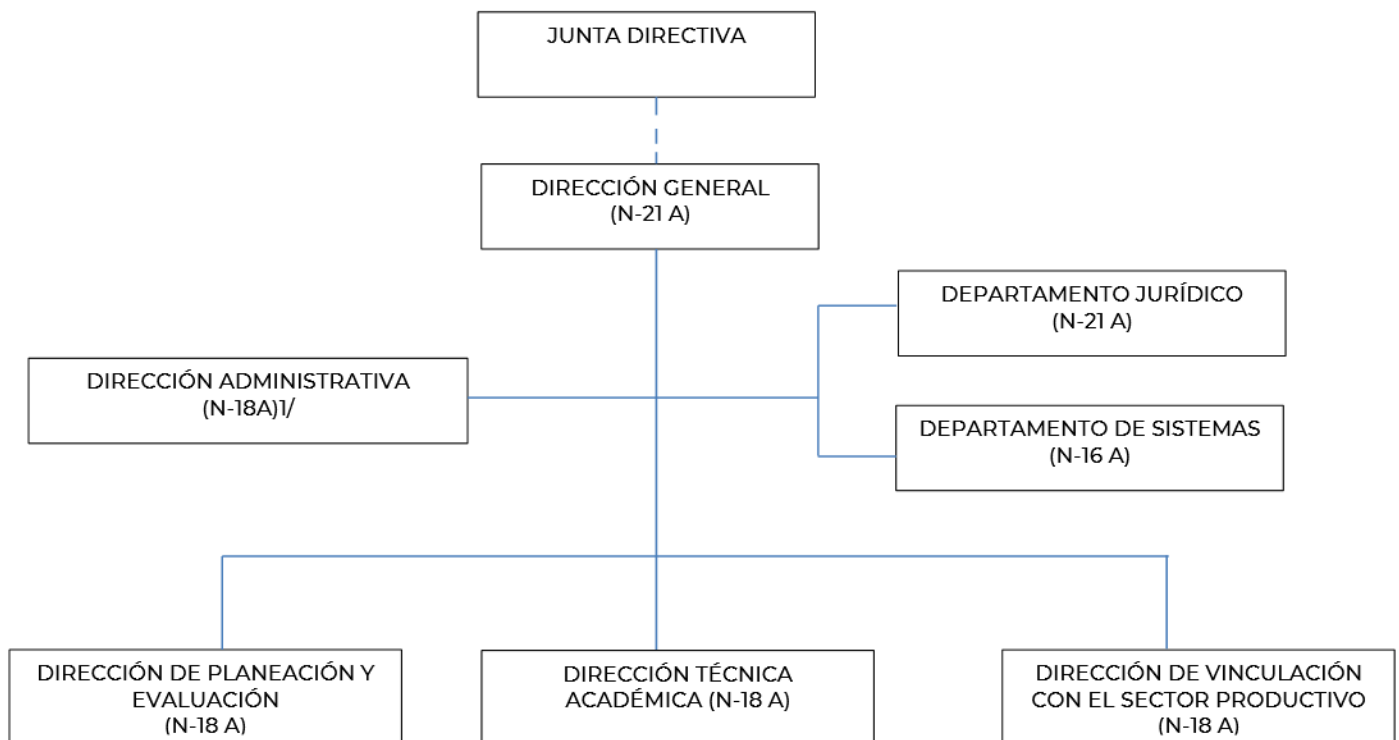 JUNTA DIRECTIVA
DIRECCIÓN GENERAL
(N-21 A)
DEPARTAMENTO JURÍDICO
(N-21 A)
DIRECCIÓN ADMINISTRATIVA
(N-18A)1/
DEPARTAMENTO DE SISTEMAS
(N-16 A)
DIRECCIÓN DE PLANEACIÓN Y
EVALUACIÓN
(N-18 A)
DIRECCIÓN TÉCNICA
ACADÉMICA (N-18 A)
DIRECCIÓN DE VINCULACIÓN
CON EL SECTOR PRODUCTIVO
(N-18 A)